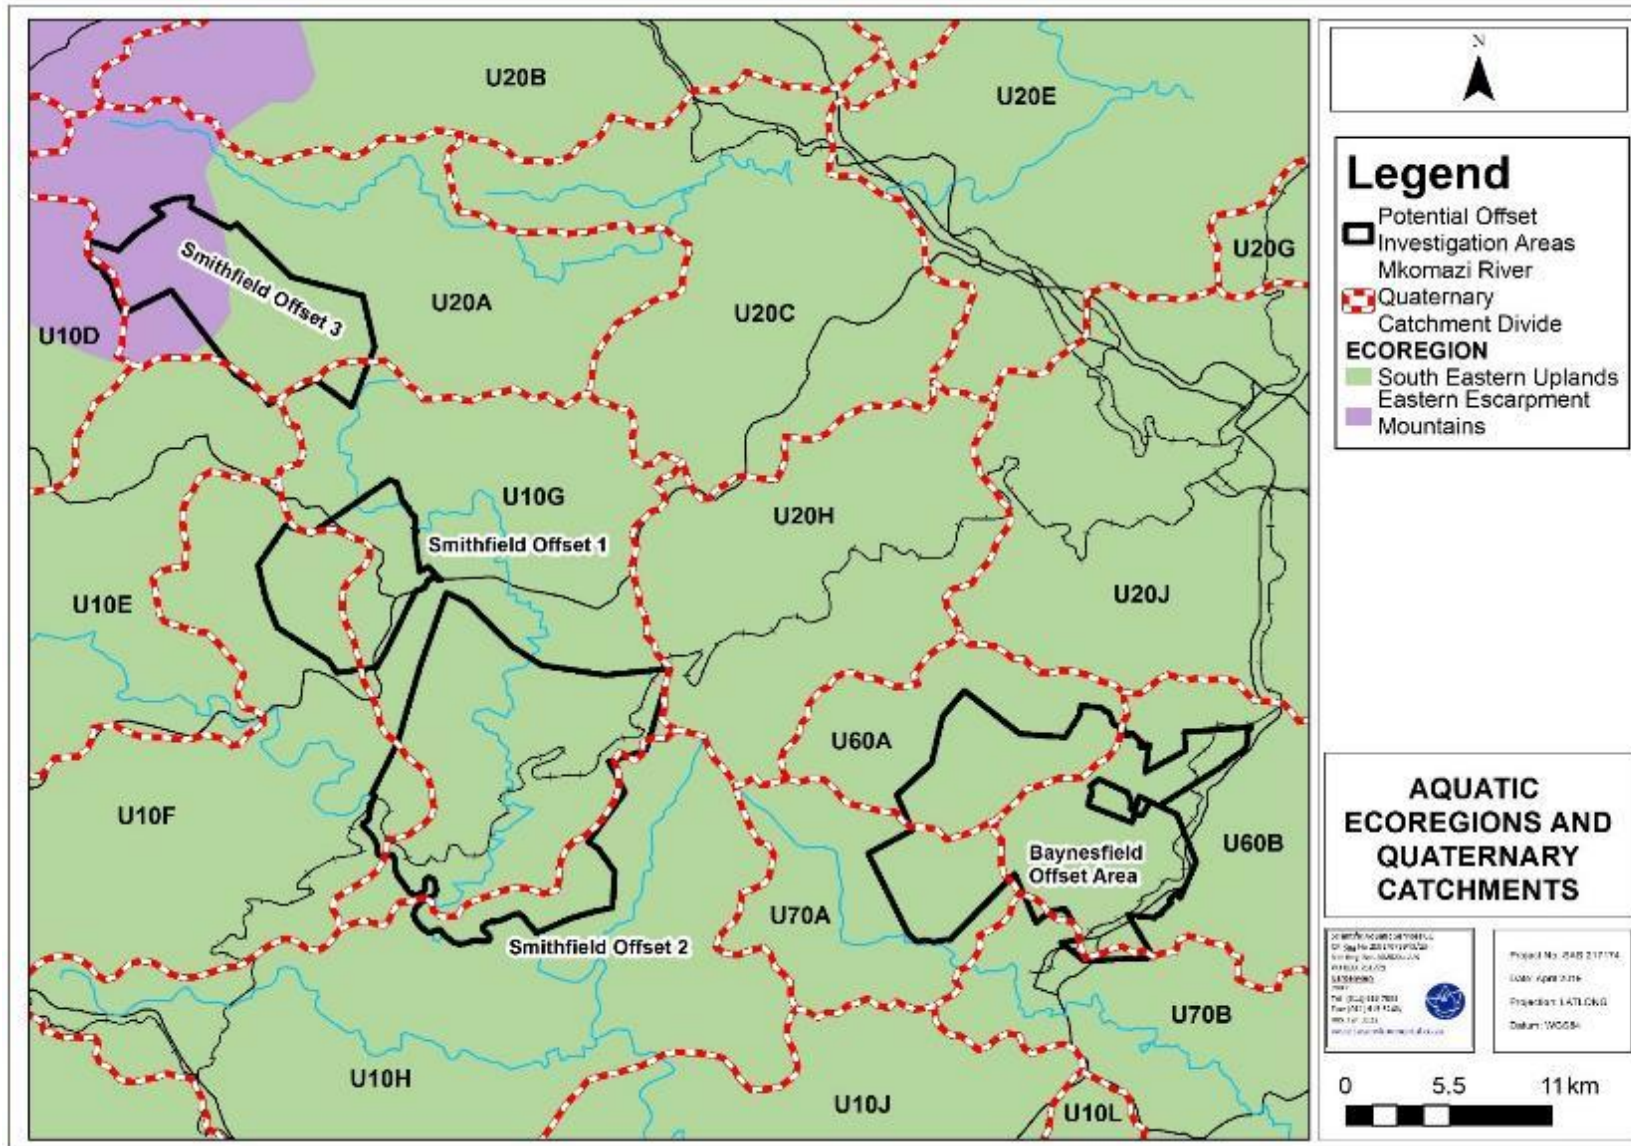 U20B
U20E
N
Legend
Potential Offset
Investigation Areas
Mkomazi River
Quaternary
Catchment Divide
ECOREGION
South Eastern Uplands
Eastern Escarpment
Mountains
U20G
Smithfield Offset 3
U20A
U20C
U10D
U10G
U20H
Smithfield Offset 1
U10E
U20J
U60A
U10F
U60B
Baynesfield
Offset Area
U70A
Smithfield Offset 2
U70B
U10H
U10J
U10L
AQUATIC
ECOREGIONS AND
QUATERNARY
CATCHMENTS
Date: April
Projection: LATLONG
Datum: WGS84
0 5.5 11 km